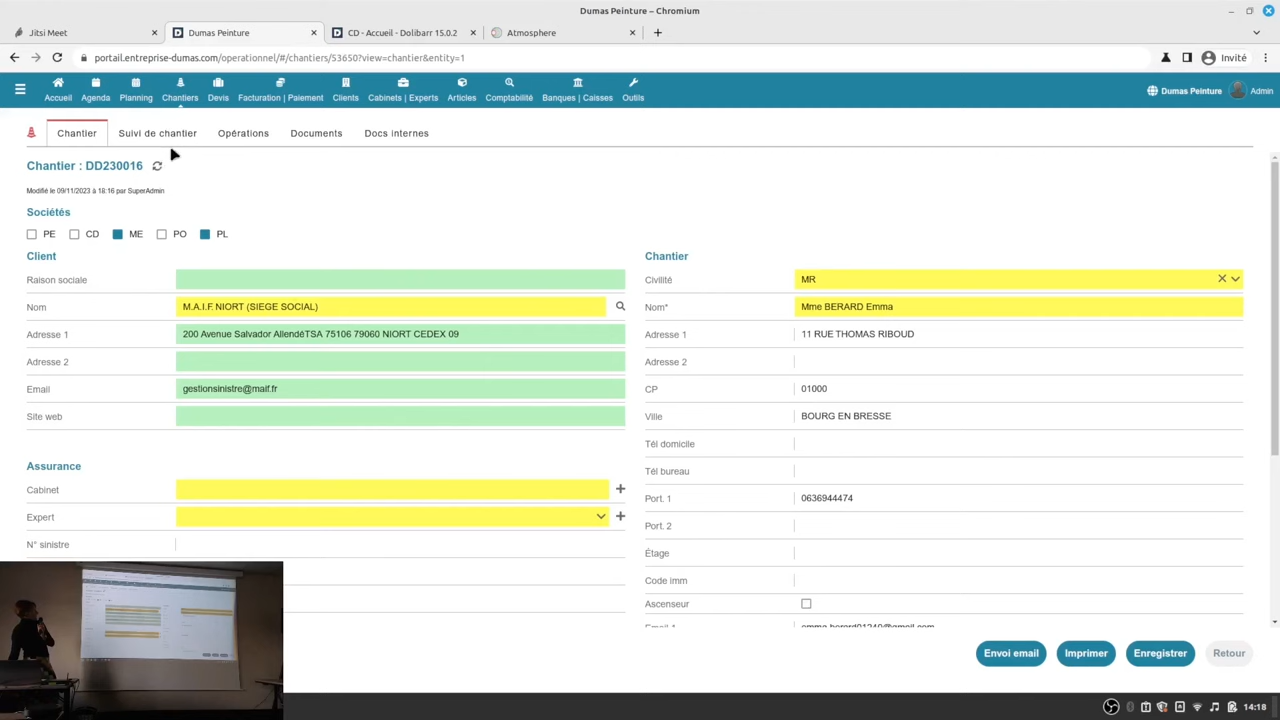 Dumas Peinture – Chromium
Jitsi Meet
Dumas Peinture
CD - Accueil - Dolibarr 15.0.2
Atmosphere
portail.entreprise-dumas.com/operationnel/#/chantiers/53650?view=chantier&entity=1
Invité
Accueil
Agenda
Planning
Chantiers
Devis
Facturation | Paiement
Clients
Cabinets | Experts
Articles
Comptabilité
Banques | Caisses
Outils
Dumas Peinture
Admin
Chantier
Suivi de chantier
Opérations
Documents
Docs internes
Chantier : DD230016
Modifié le 09/11/2023 à 18:16 par SuperAdmin
Sociétés
PE
CD
ME
PO
PL
Client
Raison sociale
Nom
M.A.I.F. NIORT (SIEGE SOCIAL)
Adresse 1
200 Avenue Salvador AllendéTSA 75106 79060 NIORT CEDEX 09
Adresse 2
Email
gestionsinistre@maif.fr
Site web
Assurance
Cabinet
Expert
N° sinistre
Chantier
Civilité
MR
Nom*
Mme BERARD Emma
Adresse 1
11 RUE THOMAS RIBOUD
Adresse 2
CP
01000
Ville
BOURG EN BRESSE
Tél domicile
Tél bureau
Port. 1
0636944474
Port. 2
Étage
Code imm
Ascenseur
Email 1
Envoi email
Imprimer
Enregistrer
Retour
14:18